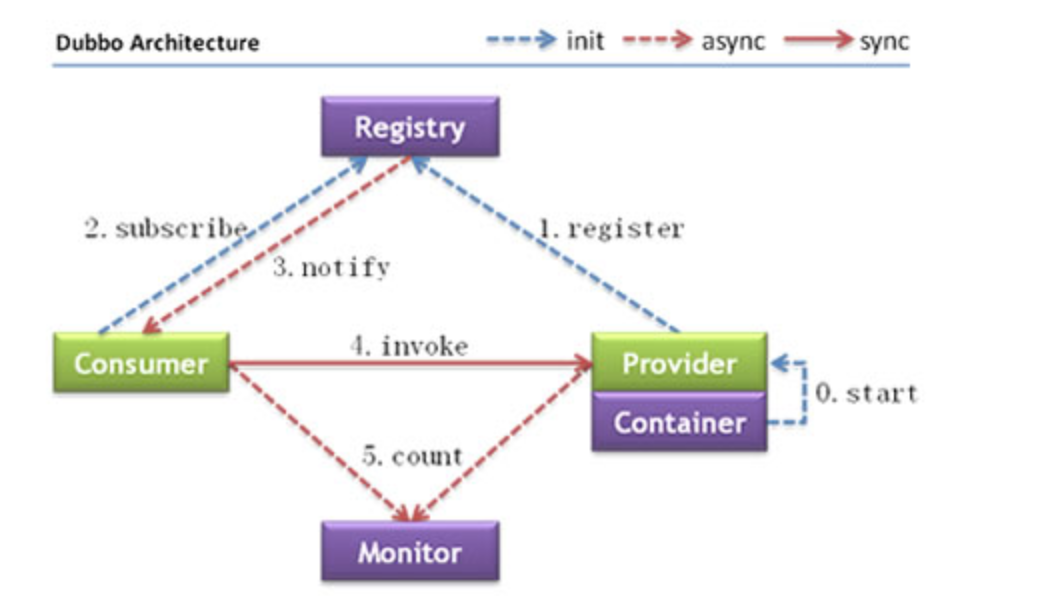 Dubbo Architecture
init
async
sync
Registry
2. subscribe
1. register
3. notify
4. invoke
Consumer
Provider
0. start
Container
5. count
Monitor